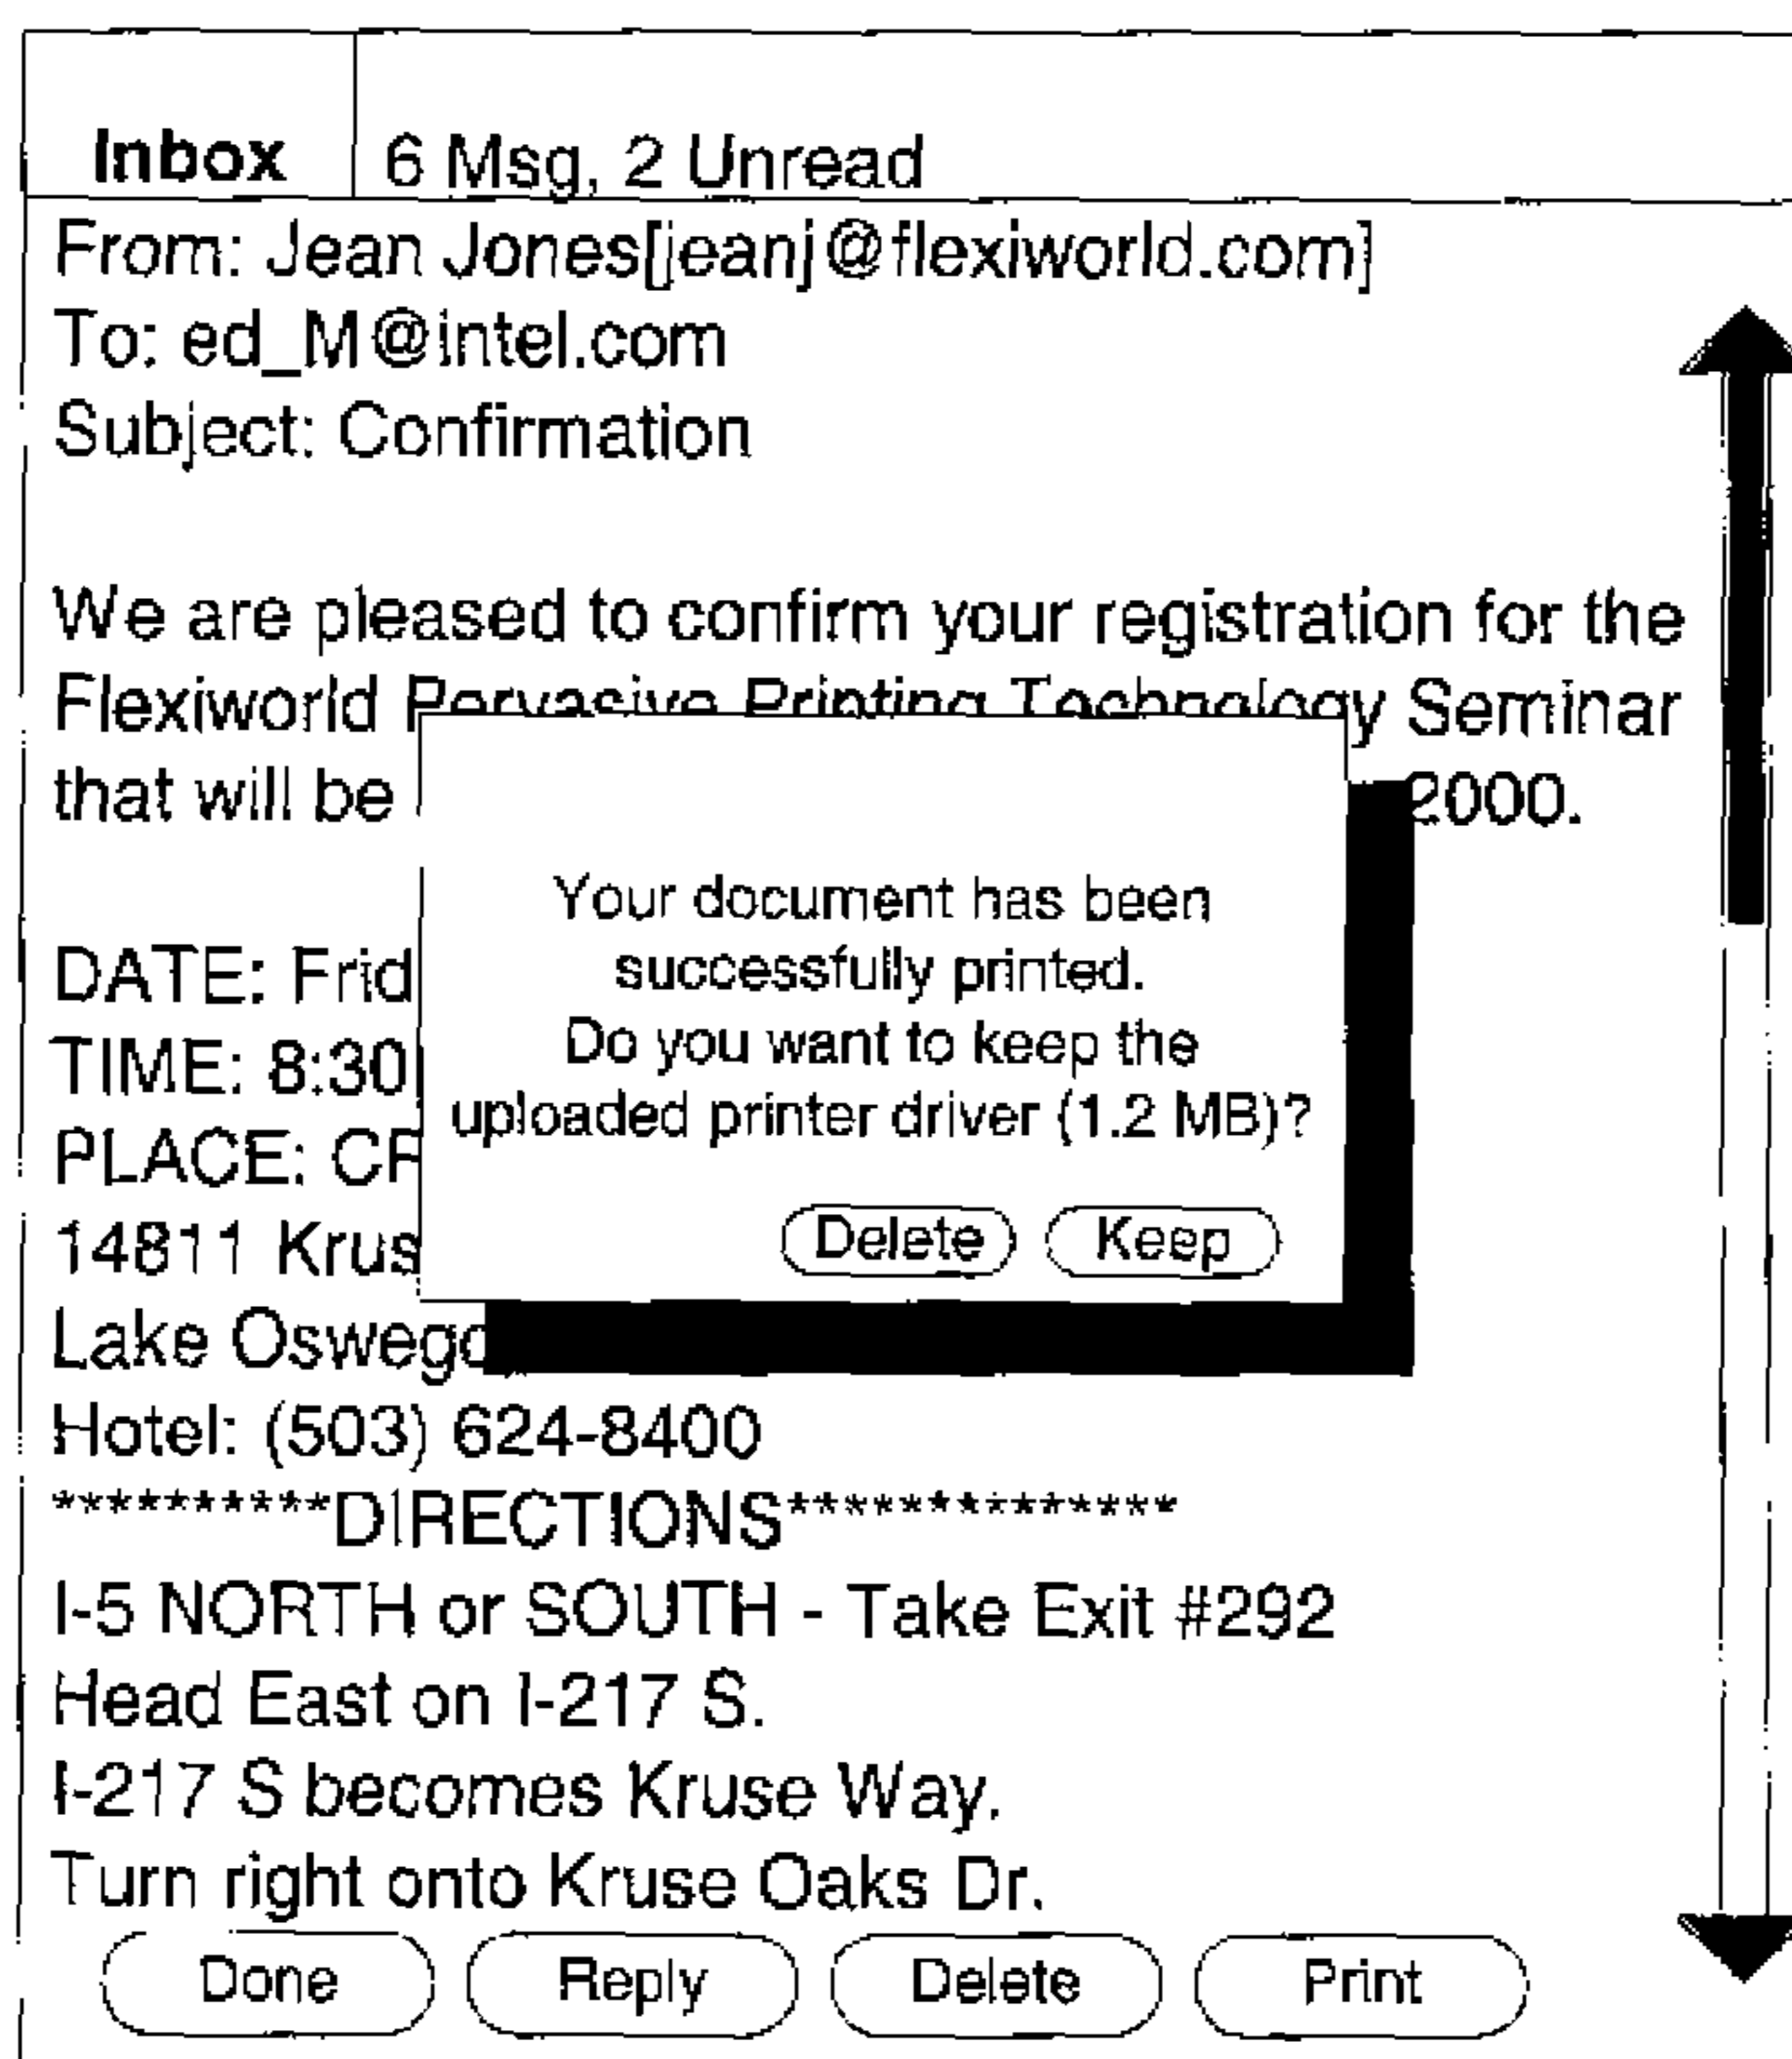 Inbox
6 Msg, 2 Unread
From: Jean Jones[jeanj@flexiworld.com]
To: ed_M@intel.com
Subject: Confirmation
We are pleased to confirm your registration for the
Flexiworld Pervasive Printing Technology Seminar
that will be 2000.
Your document has been
successfully printed.
Do you want to keep the
uploaded printer driver (1.2 MB)?
Delete Keep
DATE: Frid
TIME: 8:30
PLACE: CR
14811 Krus
Lake Oswego
Hotel: (503) 624-8400
**********DIRECTIONS**************
I-5 NORTH or SOUTH - Take Exit #292
Head East on I-217 S.
I-217 S becomes Kruse Way.
Turn right onto Kruse Oaks Dr.
Done Reply Delete Print